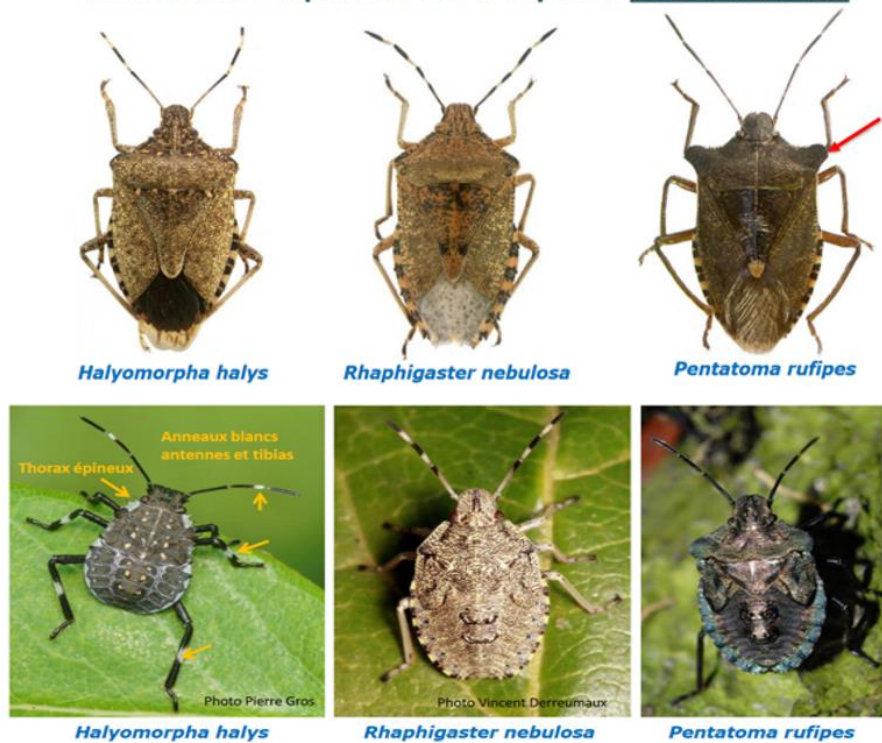 Halyomorpha halys
Rhaphigaster nebulosa
Pentatoma rufipes
Anneaux blancs
antennes et tibias
Thorax épineux
Photo Pierre Gros
Photo Vincent Derreumaux
Halyomorpha halys
Rhaphigaster nebulosa
Pentatoma rufipes